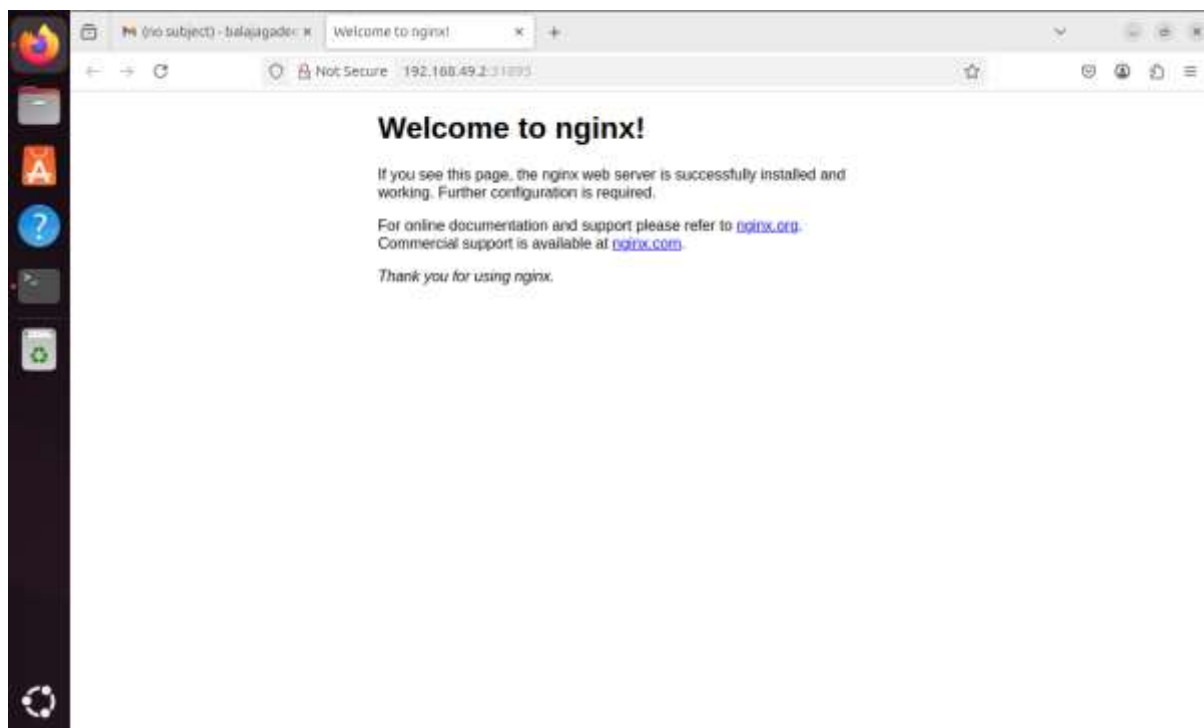 (no subject) - balajagade
Welcome to nginx!
Not Secure 192.168.49.2
Welcome to nginx!
If you see this page, the nginx web server is successfully installed and
working. Further configuration is required.
For online documentation and support please refer to nginx.org.
Commercial support is available at nginx.com.
Thank you for using nginx.